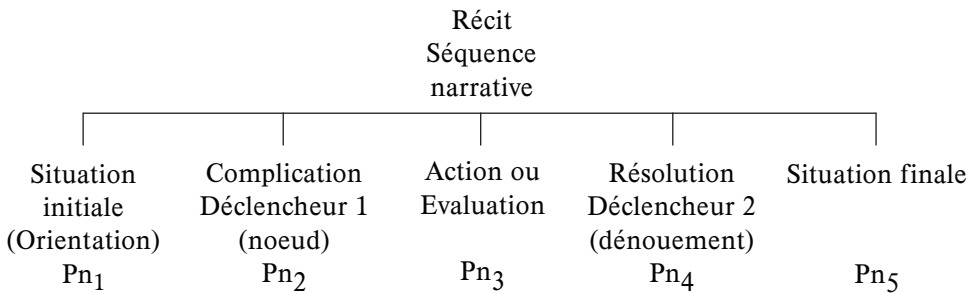 Récit
Séquence
narrative
Situation
initiale
(Orientation)
Pn1
Complication
Déclencheur 1
(noeud)
Pn2
Action ou
Evaluation
Pn3
Résolution
Déclencheur 2
(dénouement)
Pn4
Situation finale
Pn5